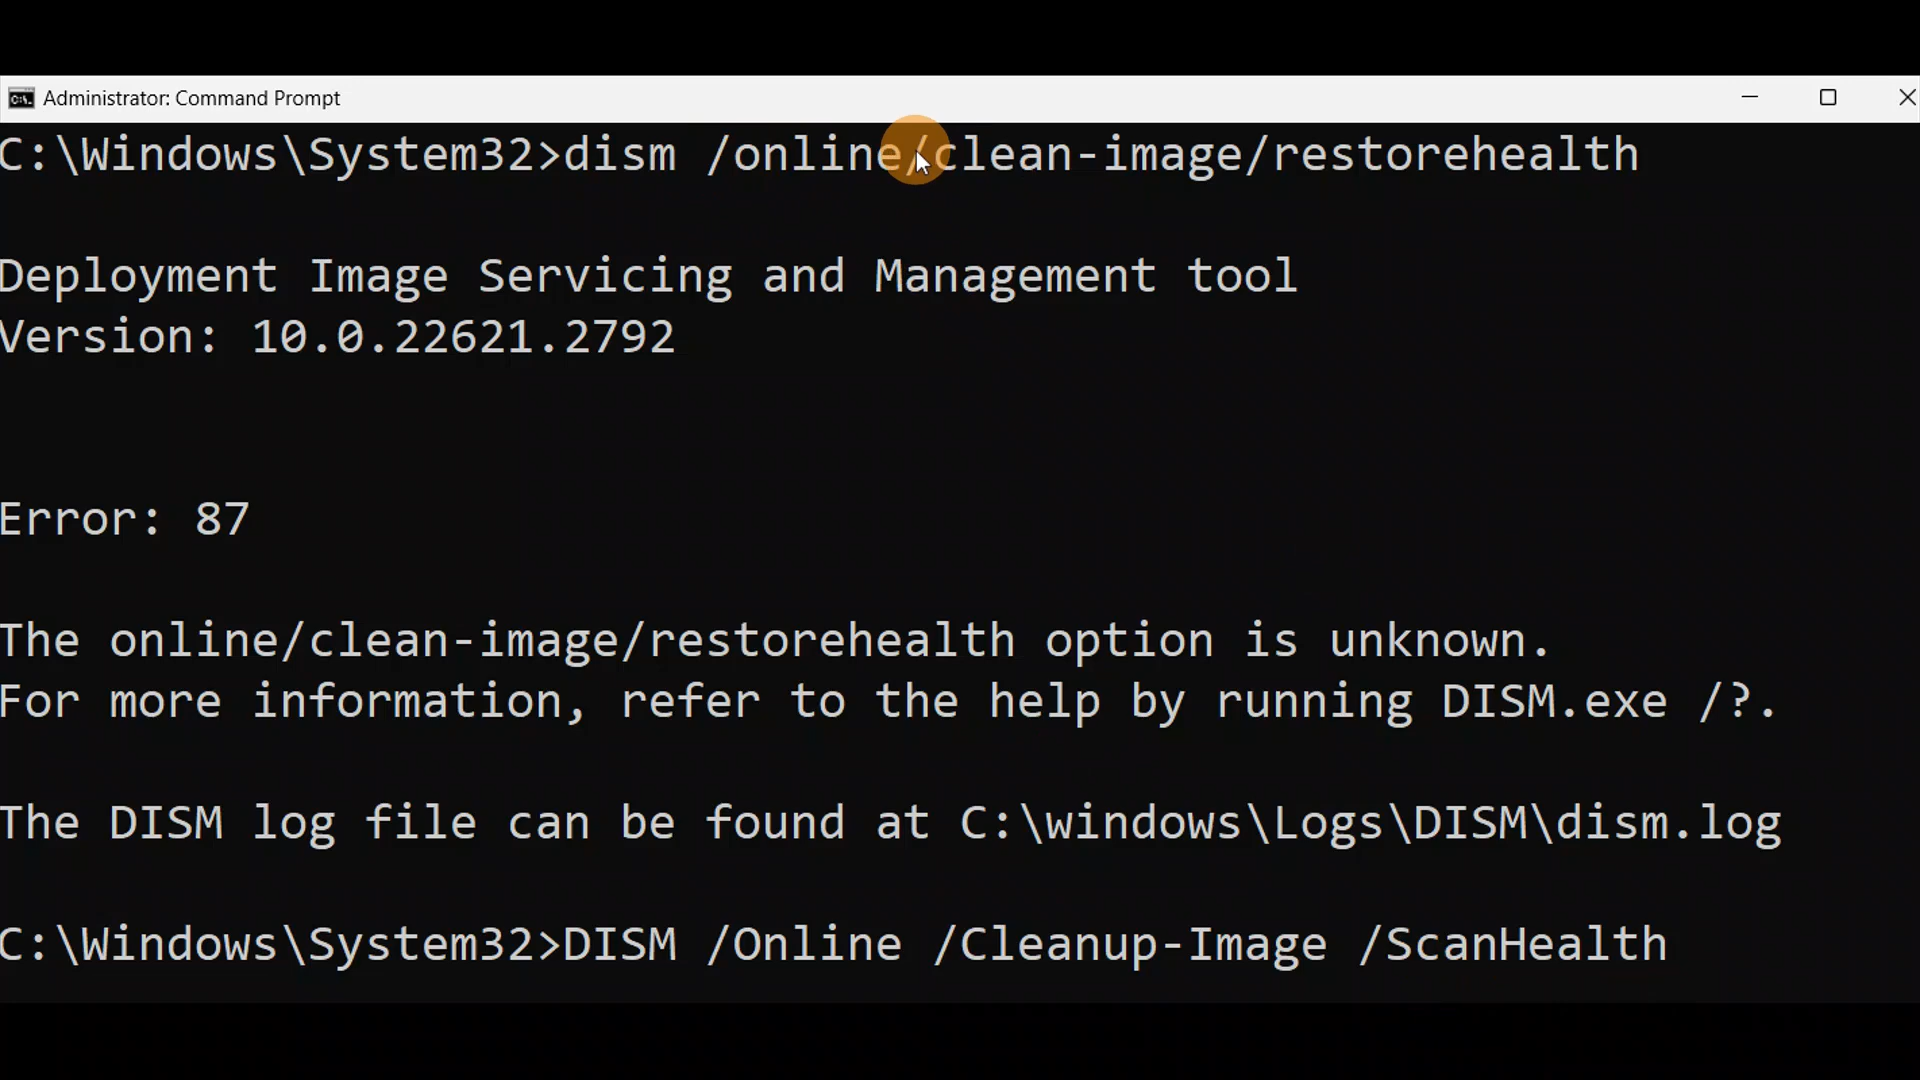 Administrator: Command Prompt
C:\Windows\System32>dism /online/clean-image/restorehealth
Deployment Image Servicing and Management tool
Version: 10.0.22621.2792
Error: 87
The online/clean-image/restorehealth option is unknown.
For more information, refer to the help by running DISM.exe /?.
The DISM log file can be found at C:\windows\Logs\DISM\dism.log
C:\Windows\System32>DISM /Online /Cleanup-Image /ScanHealth